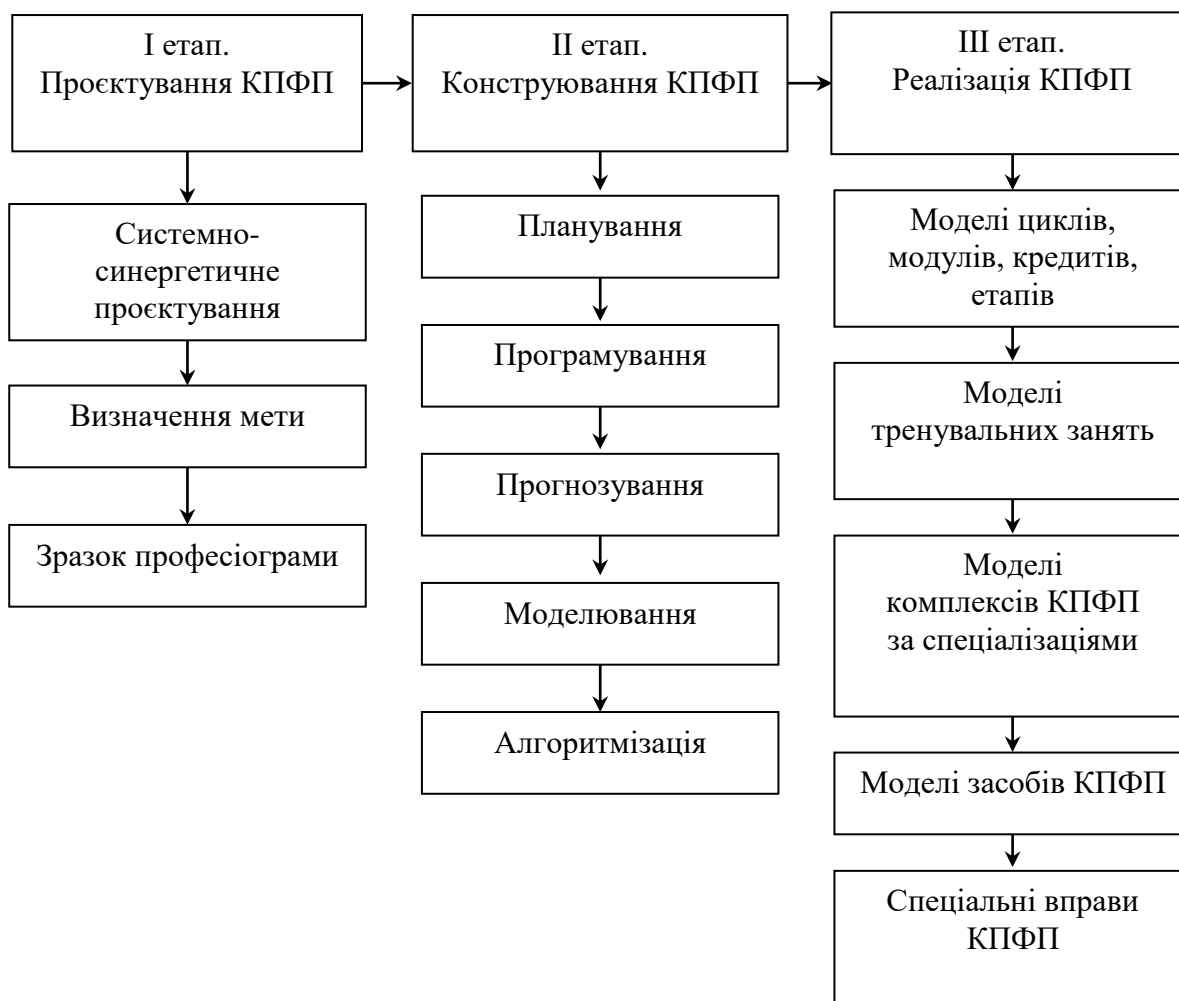 І етап.
Проєктування КПФП
ІІ етап.
Конструювання КПФП
ІІІ етап.
Реалізація КПФП
Системно-
синергетичне
проєктування
Визначення мети
Зразок професіограми
Планування
Програмування
Прогнозування
Моделювання
Алгоритмізація
Моделі циклів,
модулів, кредитів,
етапів
Моделі
тренувальних занять
Моделі
комплексів КПФП
за спеціалізаціями
Моделі засобів КПФП
Спеціальні вправи
КПФП